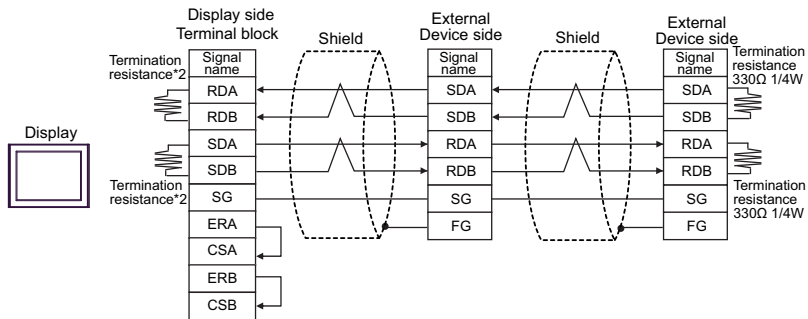 Display side
Terminal block
Termination
resistance*2
Signal
name
RDA
RDB
SDA
SDB
SG
ERA
CSA
ERB
CSB
Termination
resistance*2
Display
Shield
External
Device side
Signal
name
SDA
SDB
RDA
RDB
SG
FG
Shield
External
Device side
Signal
name
SDA
SDB
RDA
RDB
SG
FG
Termination
resistance
330Ω 1/4W
Termination
resistance
330Ω 1/4W